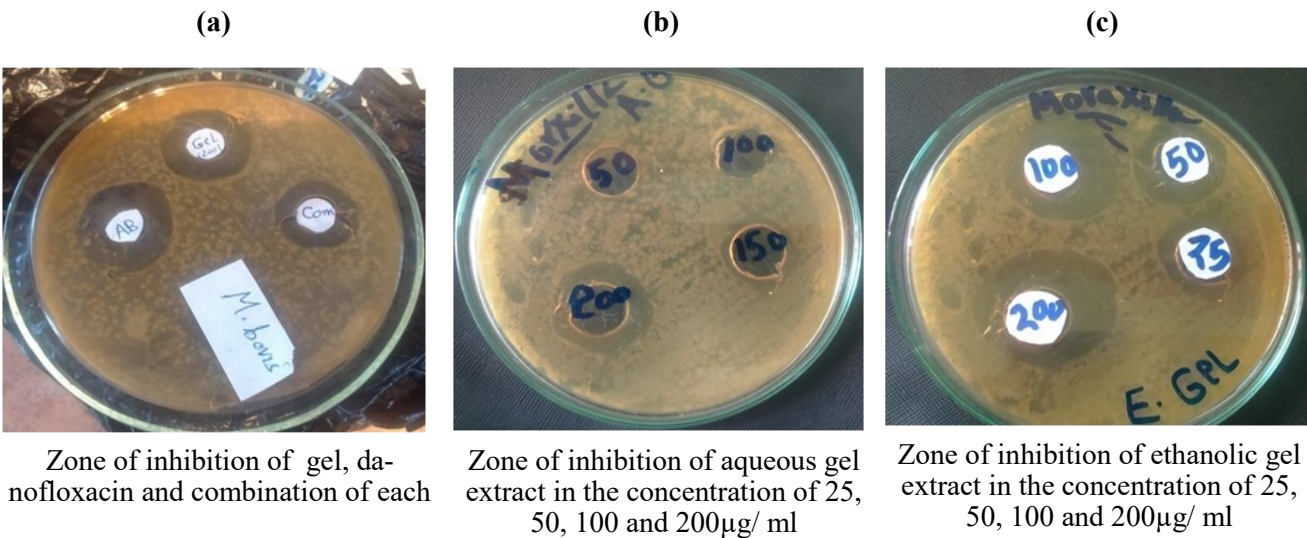 (a)
(b)
(c)
Gel
(200)
AB
Com
M. bovis
50
100
150
200
Moraxilla
100
50
75
200
E. Gel
Zone of inhibition of gel, da-
nofloxacin and combination of each
Zone of inhibition of aqueous gel
extract in the concentration of 25,
50, 100 and 200µg/ ml
Zone of inhibition of ethanolic gel
extract in the concentration of 25,
50, 100 and 200µg/ ml